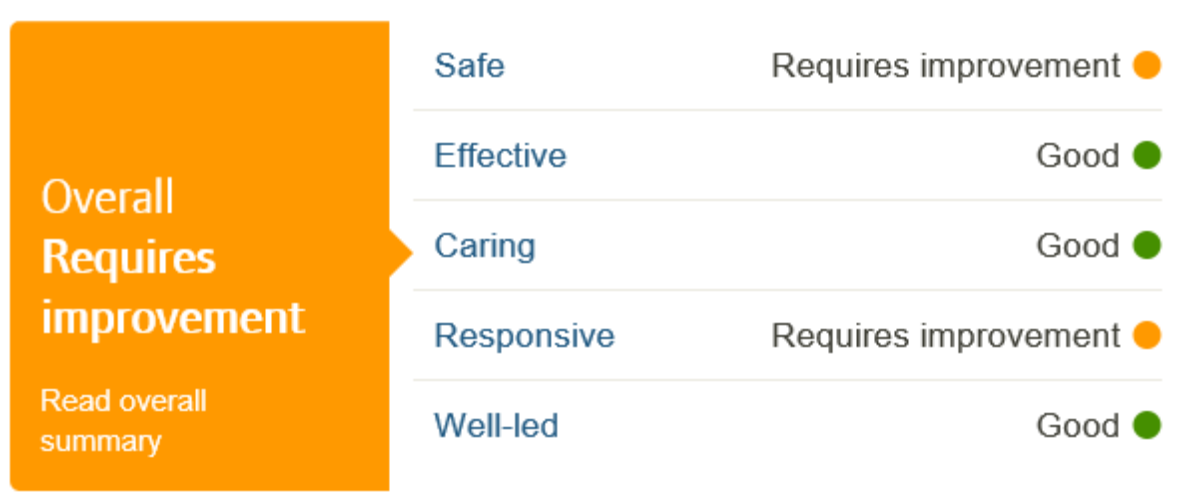 Overall
Requires
improvement
Read overall
summary
Safe Requires improvement
Effective Good
Caring Good
Responsive Requires improvement
Well-led Good